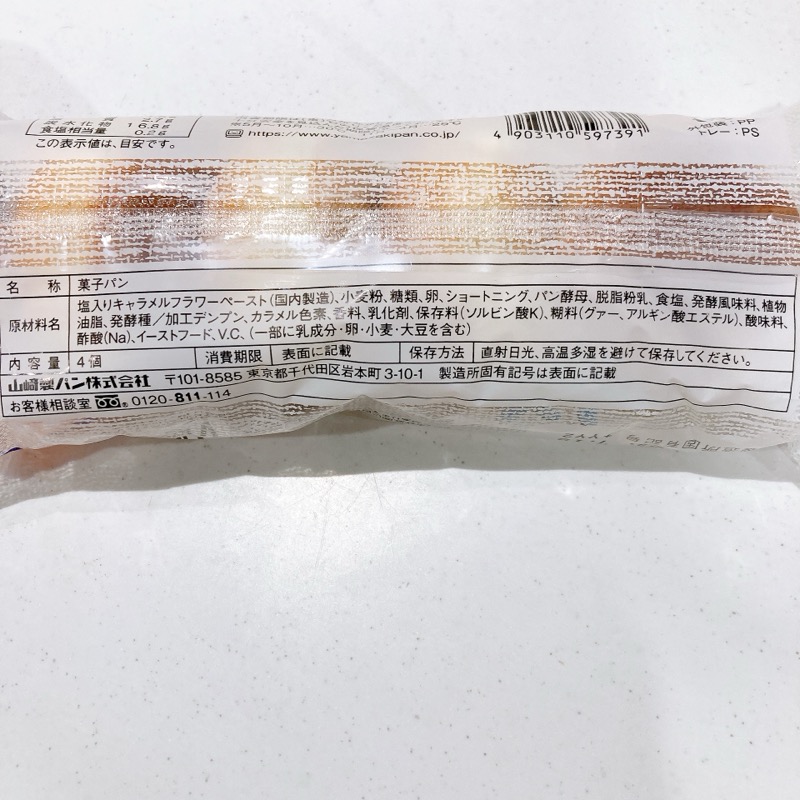 質 2.7g
炭水化物 16.8g
食塩相当量 0.2g
この表示値は、目安です。
https://www.ya
kipan.co.jp/
4 903110 597391
外包装:PP
トレー:PS
名 称 菓子パン
原材料名 塩入りキャラメルフラワーペースト(国内製造)、小麦粉、糖類、卵、ショートニング、パン酵母、脱脂粉乳、食塩、発酵風味料、植物
油脂、発酵種/加工デンプン、カラメル色素、香料、乳化剤、保存料(ソルビン酸K)、糊料(グァー、アルギン酸エステル)、酸味料、
酢酸(Na)、イーストフード、V.C、(一部に乳成分・卵・小麦・大豆を含む)
内容量 4個 消費期限 表面に記載 保存方法 直射日光、高温多湿を避けて保存してください。
山崎製パン株式会社 〒101-8585 東京都千代田区岩本町3-10-1 製造所固有記号は表面に記載
お客様相談室 0120-811-114